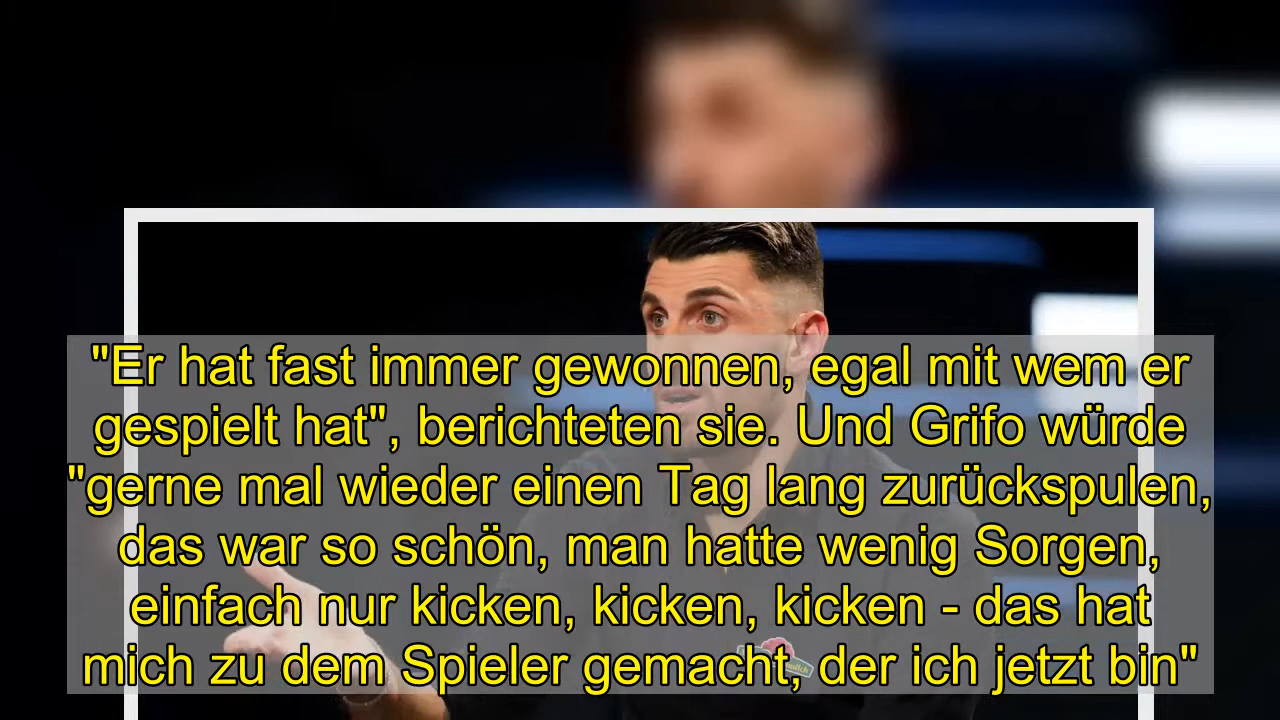 "Er hat fast immer gewonnen, egal mit wem er
gespielt hat", berichteten sie. Und Grifo würde
"gerne mal wieder einen Tag lang zurückspulen,
das war so schön, man hatte wenig Sorgen,
einfach nur kicken, kicken, kicken - das hat
mich zu dem Spieler gemacht, der ich jetzt bin"